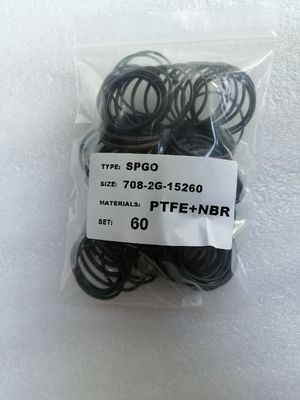 TYPE: SPGO
SIZE: 708-2G-15260
MATERIALS: PTFE+NBR
SET: 60